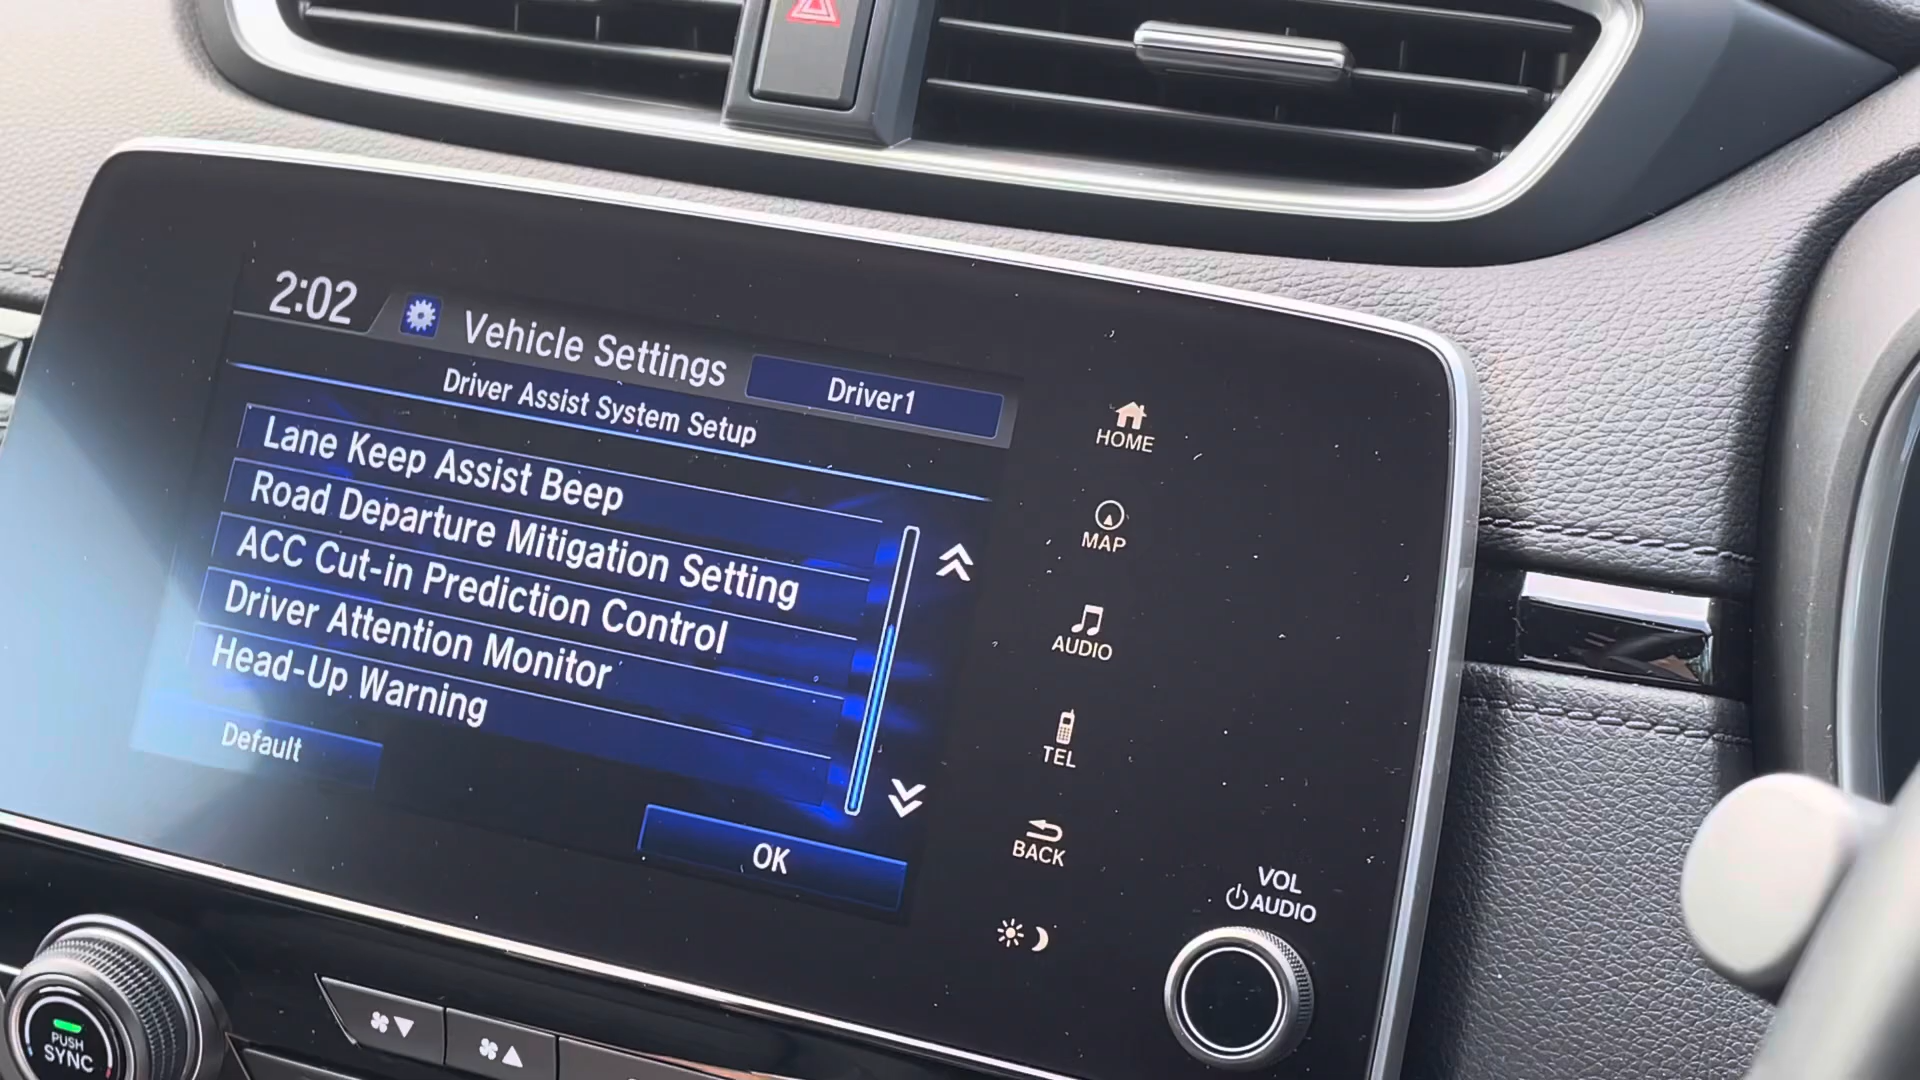 2:02
Vehicle Settings
Driver1
Driver Assist System Setup
Lane Keep Assist Beep
Road Departure Mitigation Setting
ACC Cut-in Prediction Control
Driver Attention Monitor
Head-Up Warning
Default
OK
HOME
MAP
AUDIO
TEL
BACK
VOL
AUDIO
PUSH
SYNC